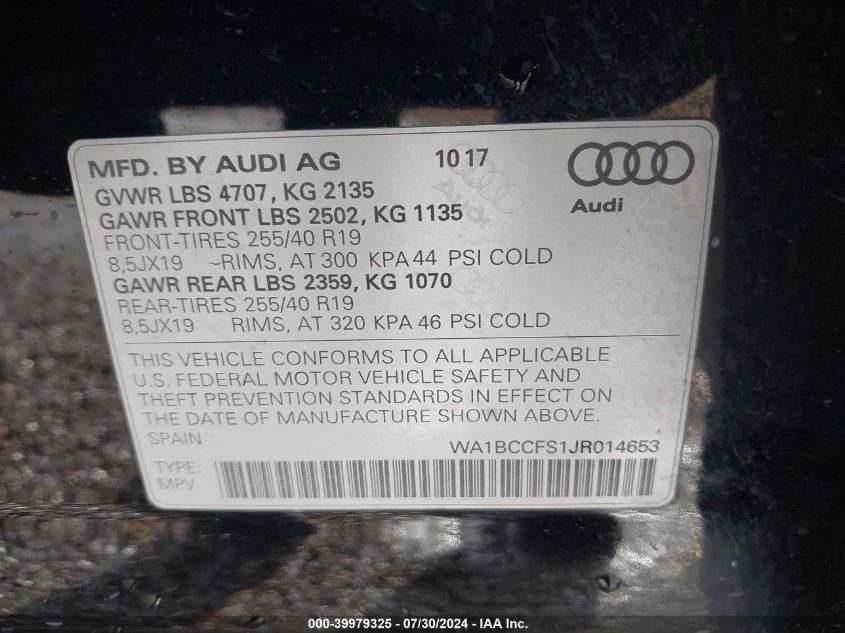 MFD. BY AUDI AG 10 17
Audi
GVWR LBS 4707, KG 2135
GAWR FRONT LBS 2502, KG 1135
FRONT-TIRES 255/40 R19
8,5JX19 RIMS, AT 300 KPA 44 PSI COLD
GAWR REAR LBS 2359, KG 1070
REAR-TIRES 255/40 R19
8,5JX19 RIMS, AT 320 KPA 46 PSI COLD
THIS VEHICLE CONFORMS TO ALL APPLICABLE
U.S. FEDERAL MOTOR VEHICLE SAFETY AND
THEFT PREVENTION STANDARDS IN EFFECT ON
THE DATE OF MANUFACTURE SHOWN ABOVE.
SPAIN
WA1BCCFS1JR014653
TYPE:
MPV
000-39979325 / 07/30/2024 - IAA Inc.